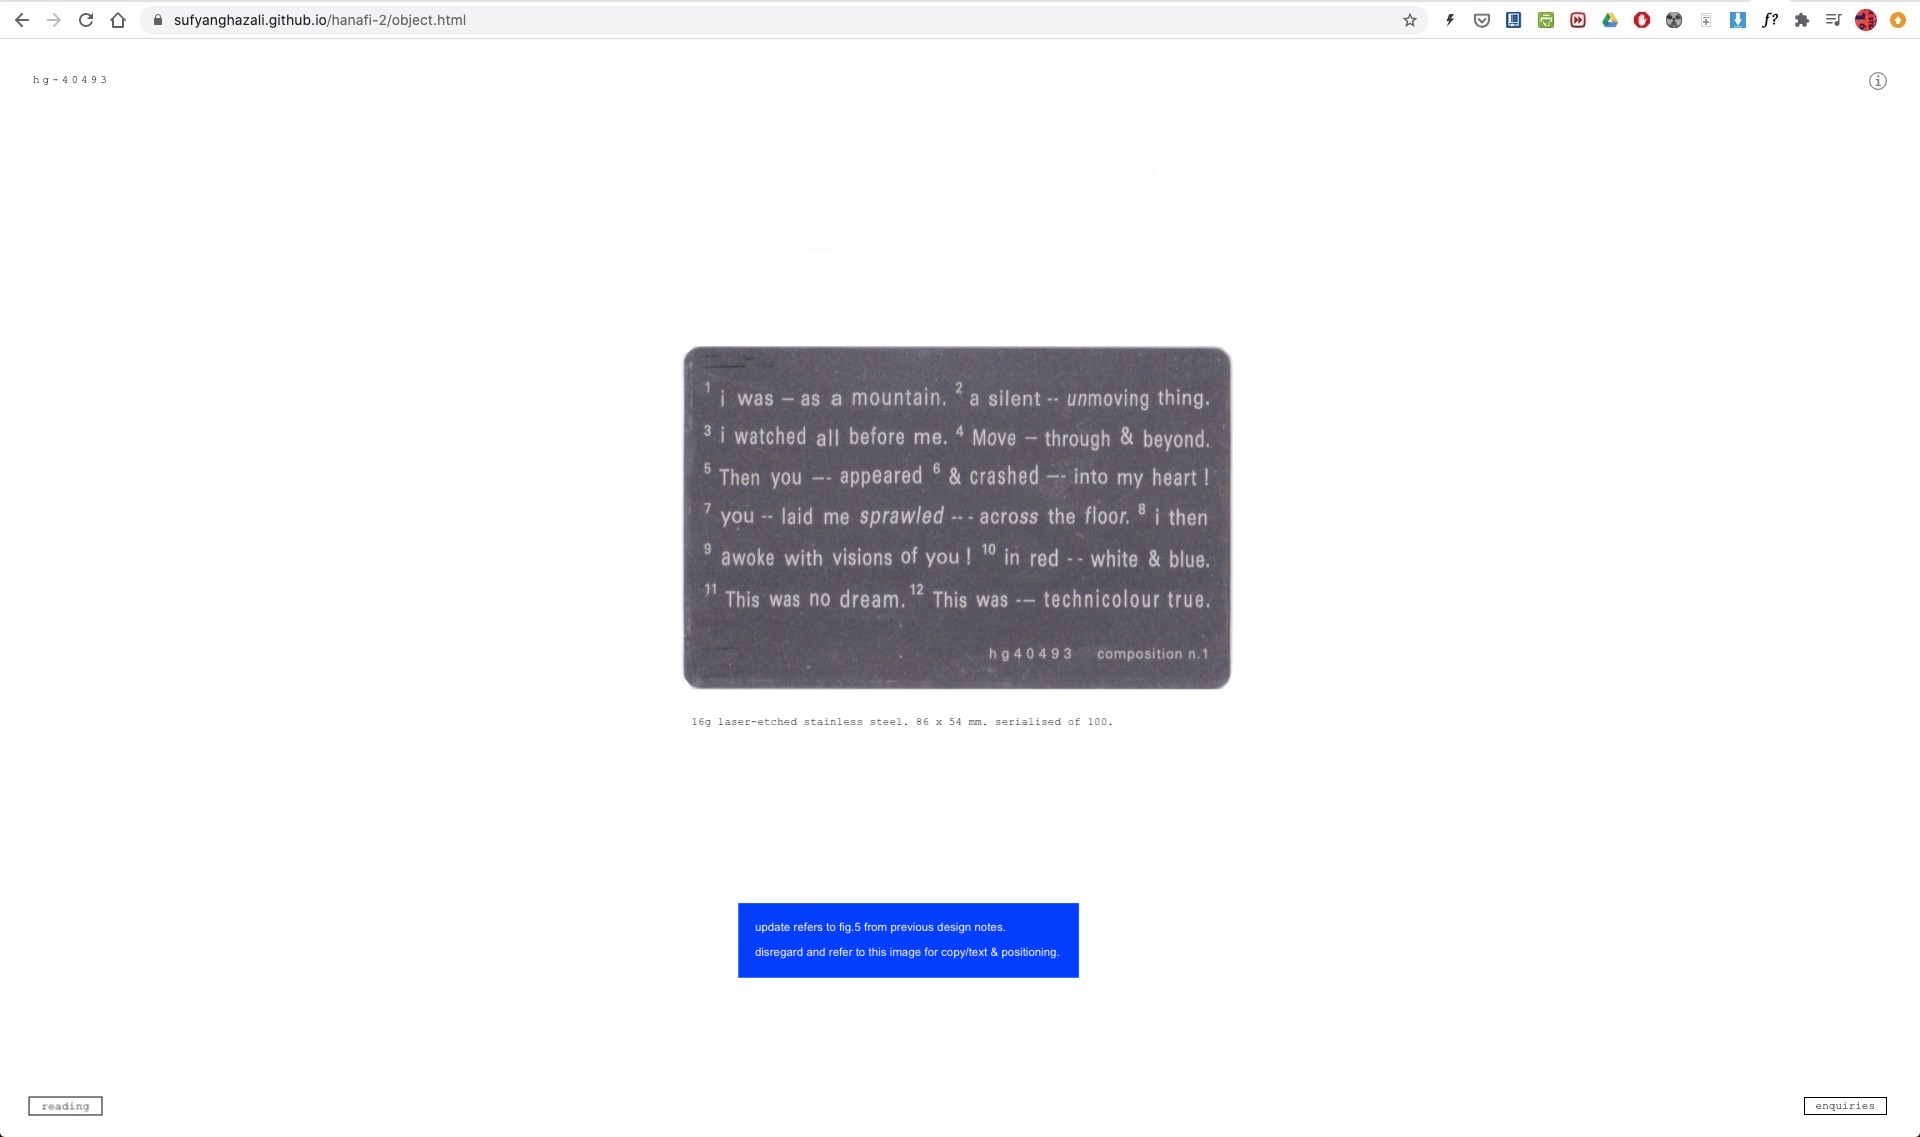 sufyanghazali.github.io/hanafi-2/object.html
f?
hg-40493
1 i was – as a mountain. 2 a silent -- unmoving thing.
3 i watched all before me. 4 Move – through & beyond.
5 Then you –- appeared 6 & crashed –- into my heart !
7 you -- laid me sprawled --- across the floor. 8 i then
9 awoke with visions of you ! 10 in red -- white & blue.
11 This was no dream. 12 This was -– technicolour true.
hg40493 composition n.1
16g laser-etched stainless steel. 86 x 54 mm. serialised of 100.
update refers to fig.5 from previous design notes.
disregard and refer to this image for copy/text & positioning.
reading
enquiries